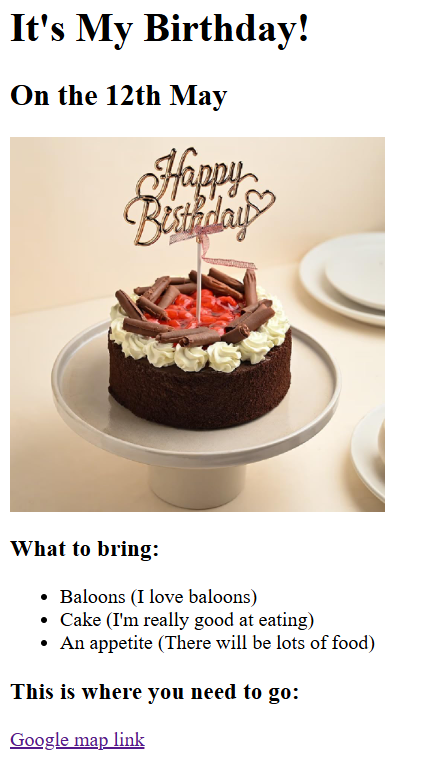 It's My Birthday!
On the 12th May
Happy
Birthday
What to bring:
Baloons (I love baloons)
Cake (I'm really good at eating)
An appetite (There will be lots of food)
This is where you need to go:
Google map link